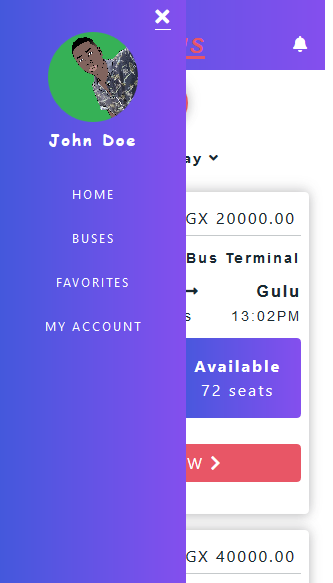 John Doe
HOME
BUSES
FAVORITES
MY ACCOUNT
GX 20000.00
Bus Terminal
→ Gulu
13:02PM
Available
72 seats
GX 40000.00